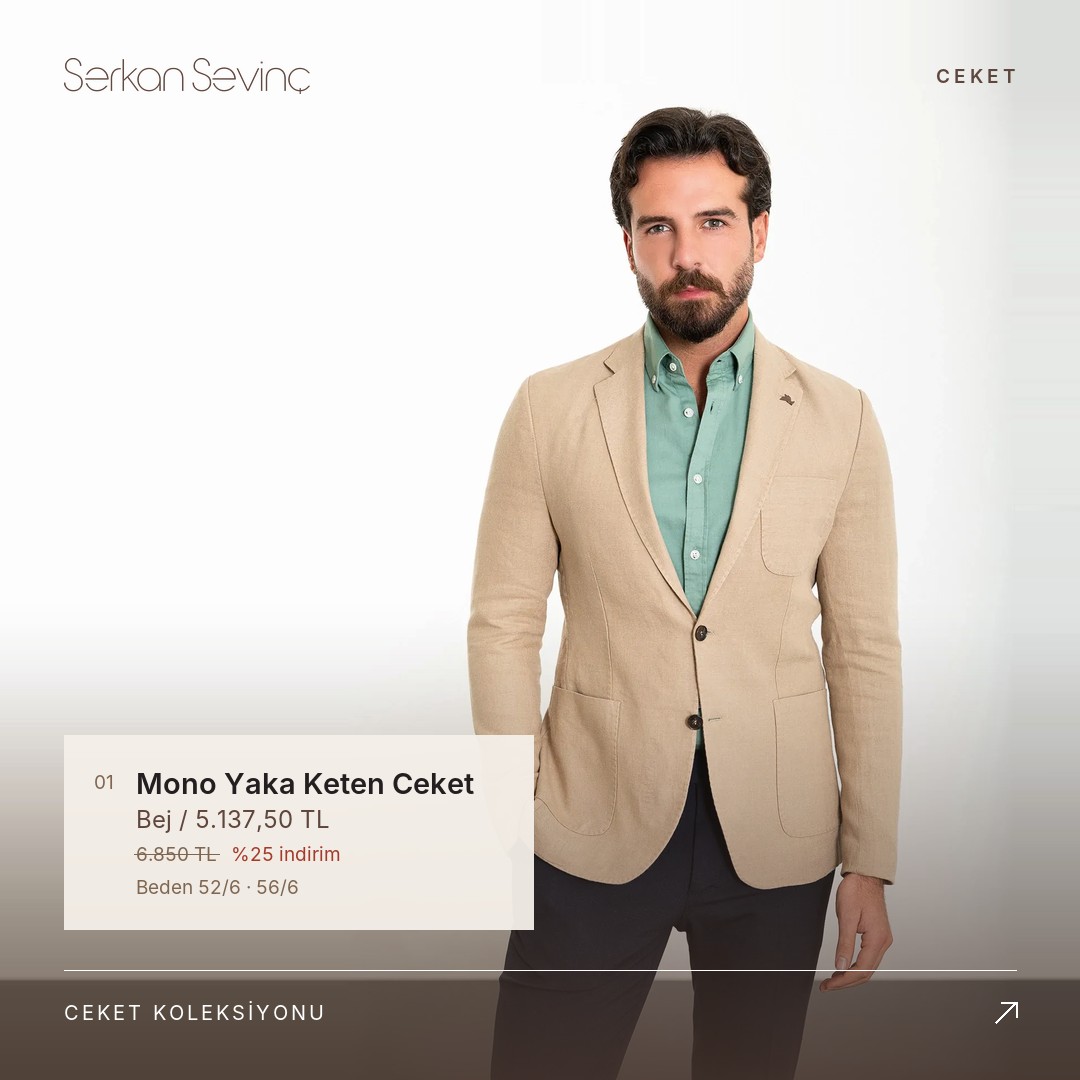 Serkan Sevinç
CEKET
01 Mono Yaka Keten Ceket
Bej / 5.137,50 TL
6.850 TL %25 indirim
Beden 52/6 · 56/6
CEKET KOLEKSİYONU